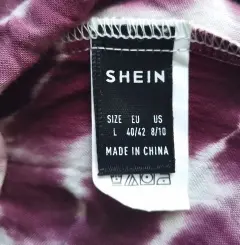 SHEIN
SIZE EU US
L 40/42 8/10
MADE IN CHINA